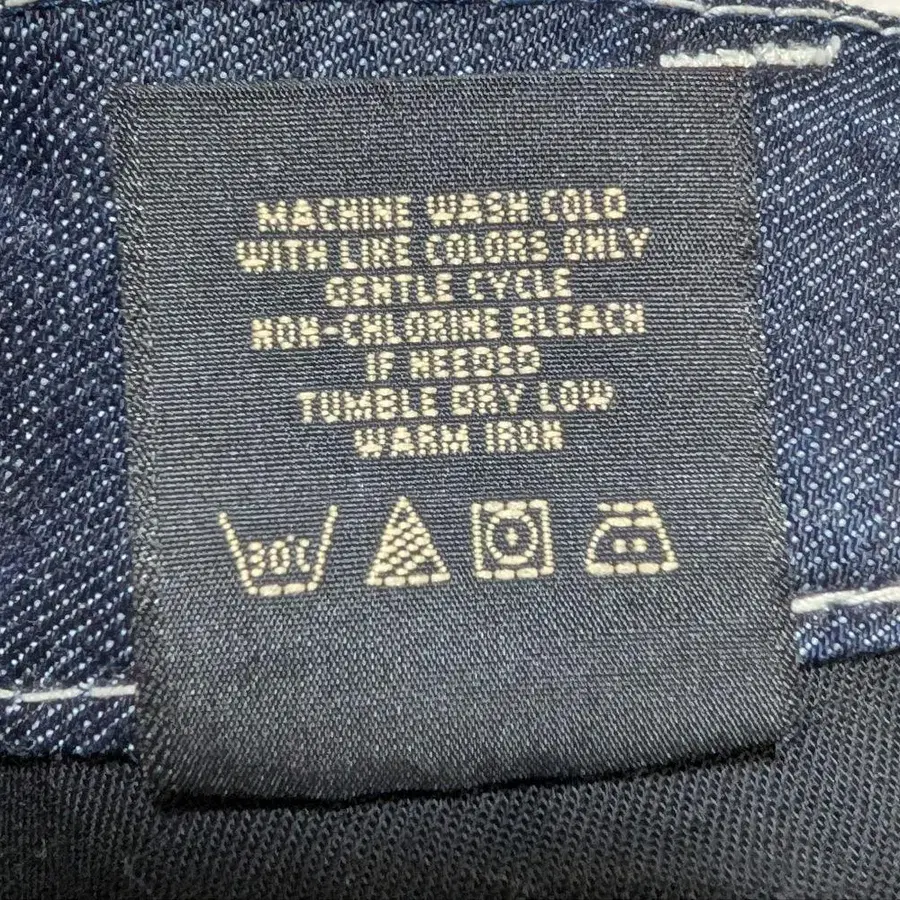 MACHINE WASH COLD
WITH LIKE COLORS ONLY
GENTLE CYCLE
NON-CHLORINE BLEACH
IF NEEDED
TUMBLE DRY LOW
WARM IRON
30°C